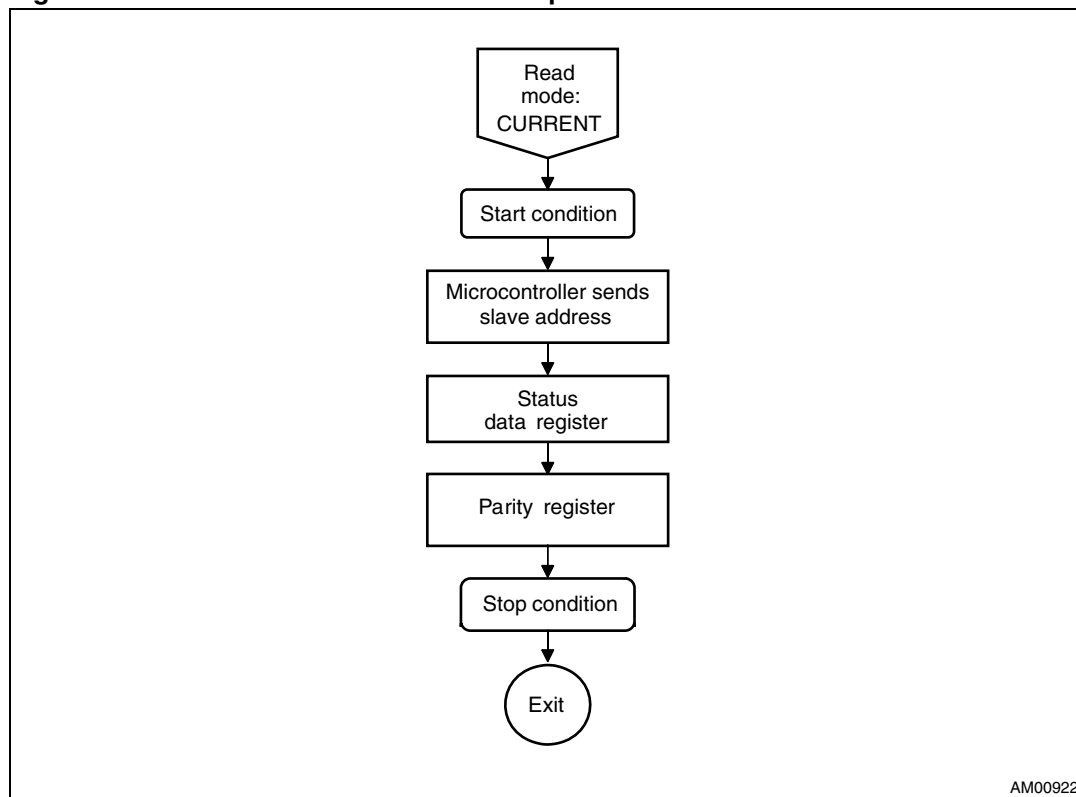 Read
mode:
CURRENT
Start condition
Microcontroller sends
slave address
Status
data register
Parity register
Stop condition
Exit
AM00922